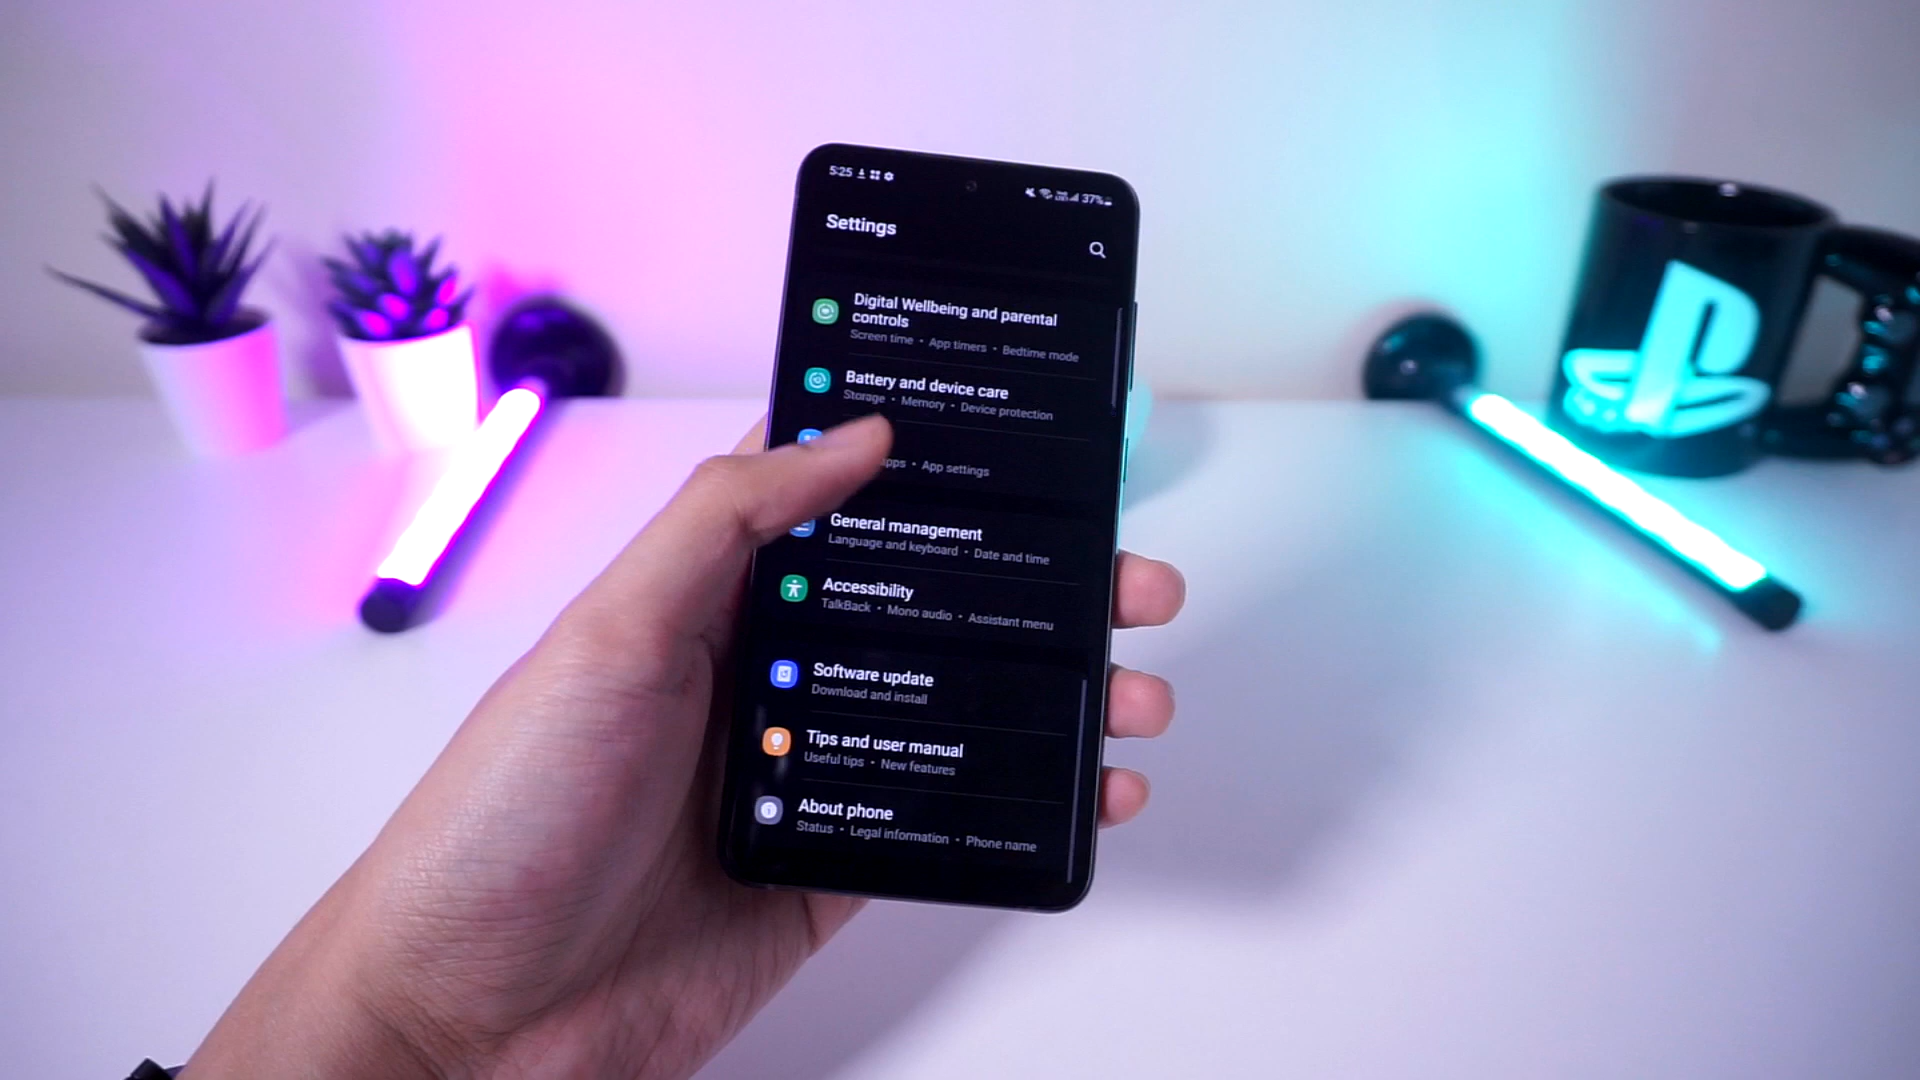 5:25
37%
Settings
Digital Wellbeing and parental
controls
Screen time • App timers • Bedtime mode
Battery and device care
Storage • Memory • Device protection
apps • App settings
General management
Language and keyboard • Date and time
Accessibility
TalkBack • Mono audio • Assistant menu
Software update
Download and install
Tips and user manual
Useful tips • New features
About phone
Status • Legal information • Phone name